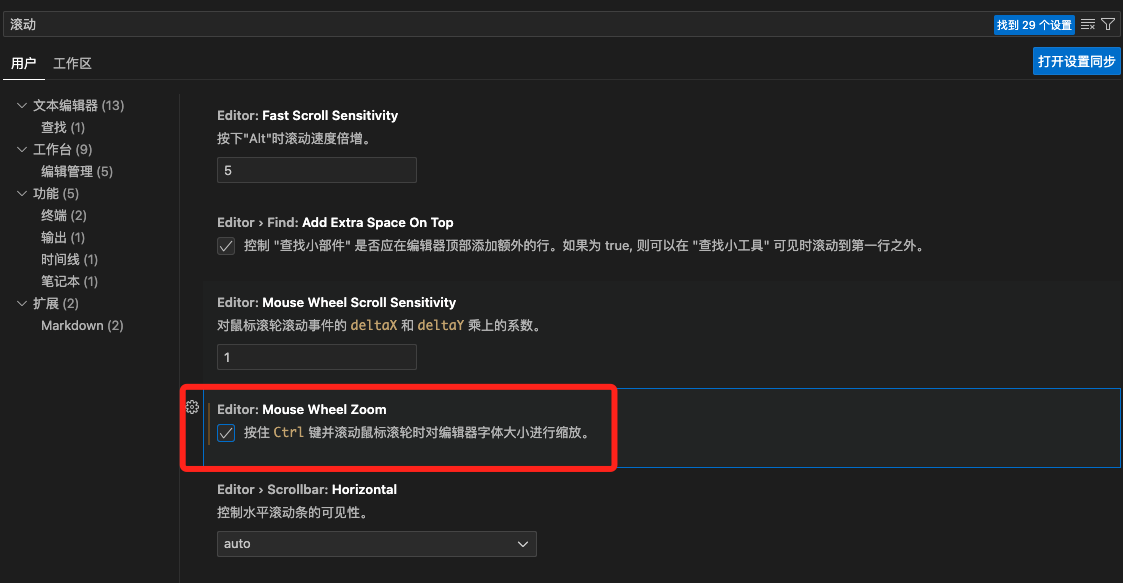 滚动
找到 29 个设置
用户 工作区
打开设置同步
文本编辑器 (13)
查找 (1)
工作台 (9)
编辑管理 (5)
功能 (5)
终端 (2)
输出 (1)
时间线 (1)
笔记本 (1)
扩展 (2)
Markdown (2)
Editor: Fast Scroll Sensitivity
按下"Alt"时滚动速度倍增。
5
Editor › Find: Add Extra Space On Top
控制 "查找小部件" 是否应在编辑器顶部添加额外的行。如果为 true, 则可以在 "查找小工具" 可见时滚动到第一行之外。
Editor: Mouse Wheel Scroll Sensitivity
对鼠标滚轮滚动事件的 deltaX 和 deltaY 乘上的系数。
1
Editor: Mouse Wheel Zoom
按住 Ctrl 键并滚动鼠标滚轮时对编辑器字体大小进行缩放。
Editor › Scrollbar: Horizontal
控制水平滚动条的可见性。
auto